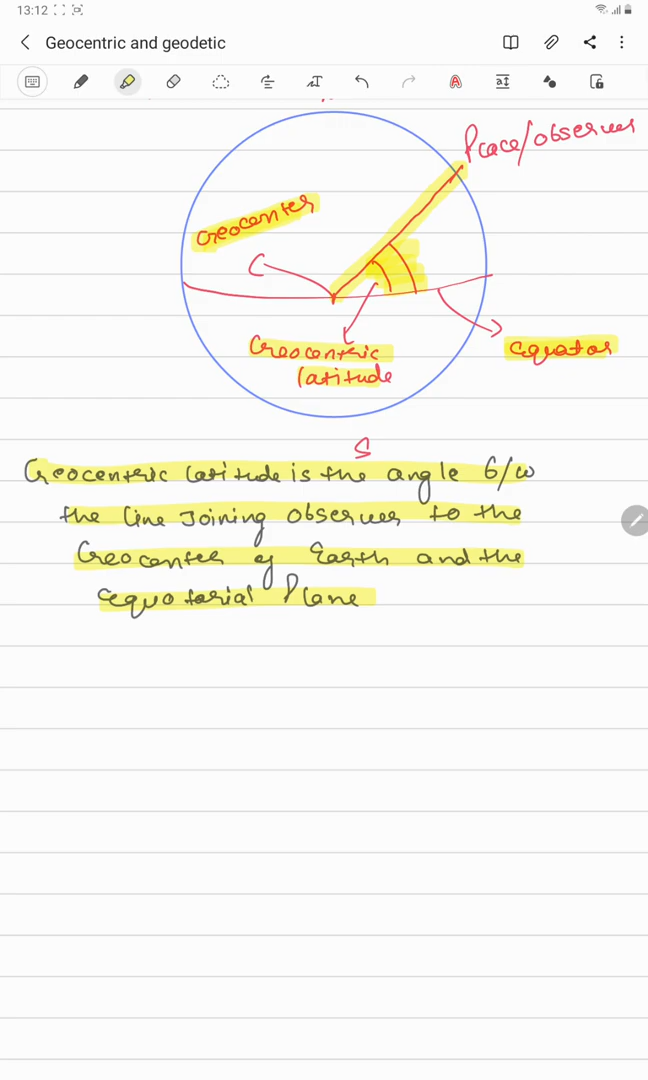 13:12
Geocentric and geodetic
Place/observer
Geocenter
C
Geocentric
latitude
equator
S
Geocentric latitude is the angle b/w
the line joining observer to the
Geocenter of Earth and the
equatorial Plane